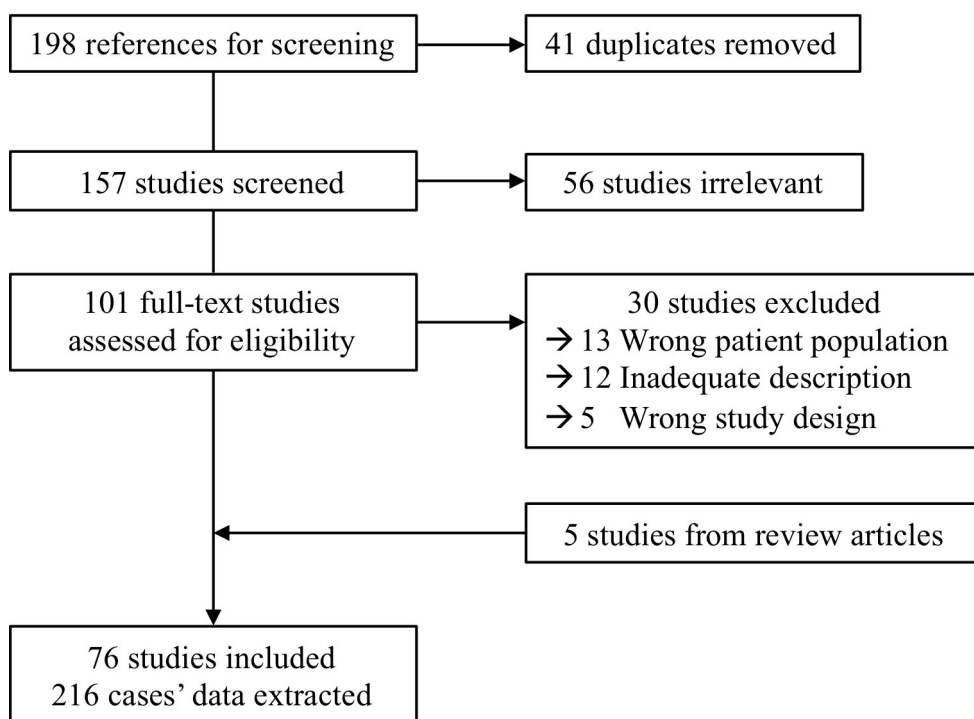 198 references for screening
41 duplicates removed
157 studies screened
56 studies irrelevant
101 full-text studies
assessed for eligibility
30 studies excluded
→ 13 Wrong patient population
→ 12 Inadequate description
→ 5 Wrong study design
5 studies from review articles
76 studies included
216 cases’ data extracted